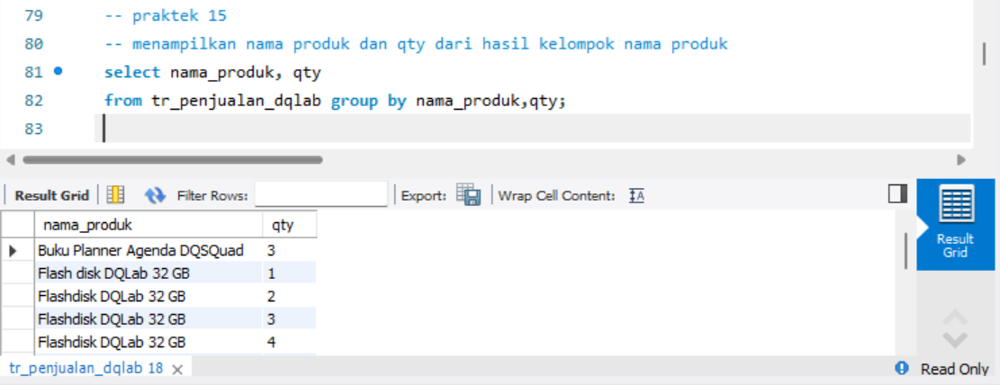 79 -- praktek 15
80 -- menampilkan nama produk dan qty dari hasil kelompok nama produk
81 select nama_produk, qty
82 from tr_penjualan_dqlab group by nama_produk,qty;
83
Result Grid Filter Rows: Export: Wrap Cell Content: IA
nama_produk qty
Buku Planner Agenda DQSQuad 3
Flash disk DQLab 32 GB 1
Flashdisk DQLab 32 GB 2
Flashdisk DQLab 32 GB 3
Flashdisk DQLab 32 GB 4
Result
Grid
tr_penjualan_dqlab 18 Read Only